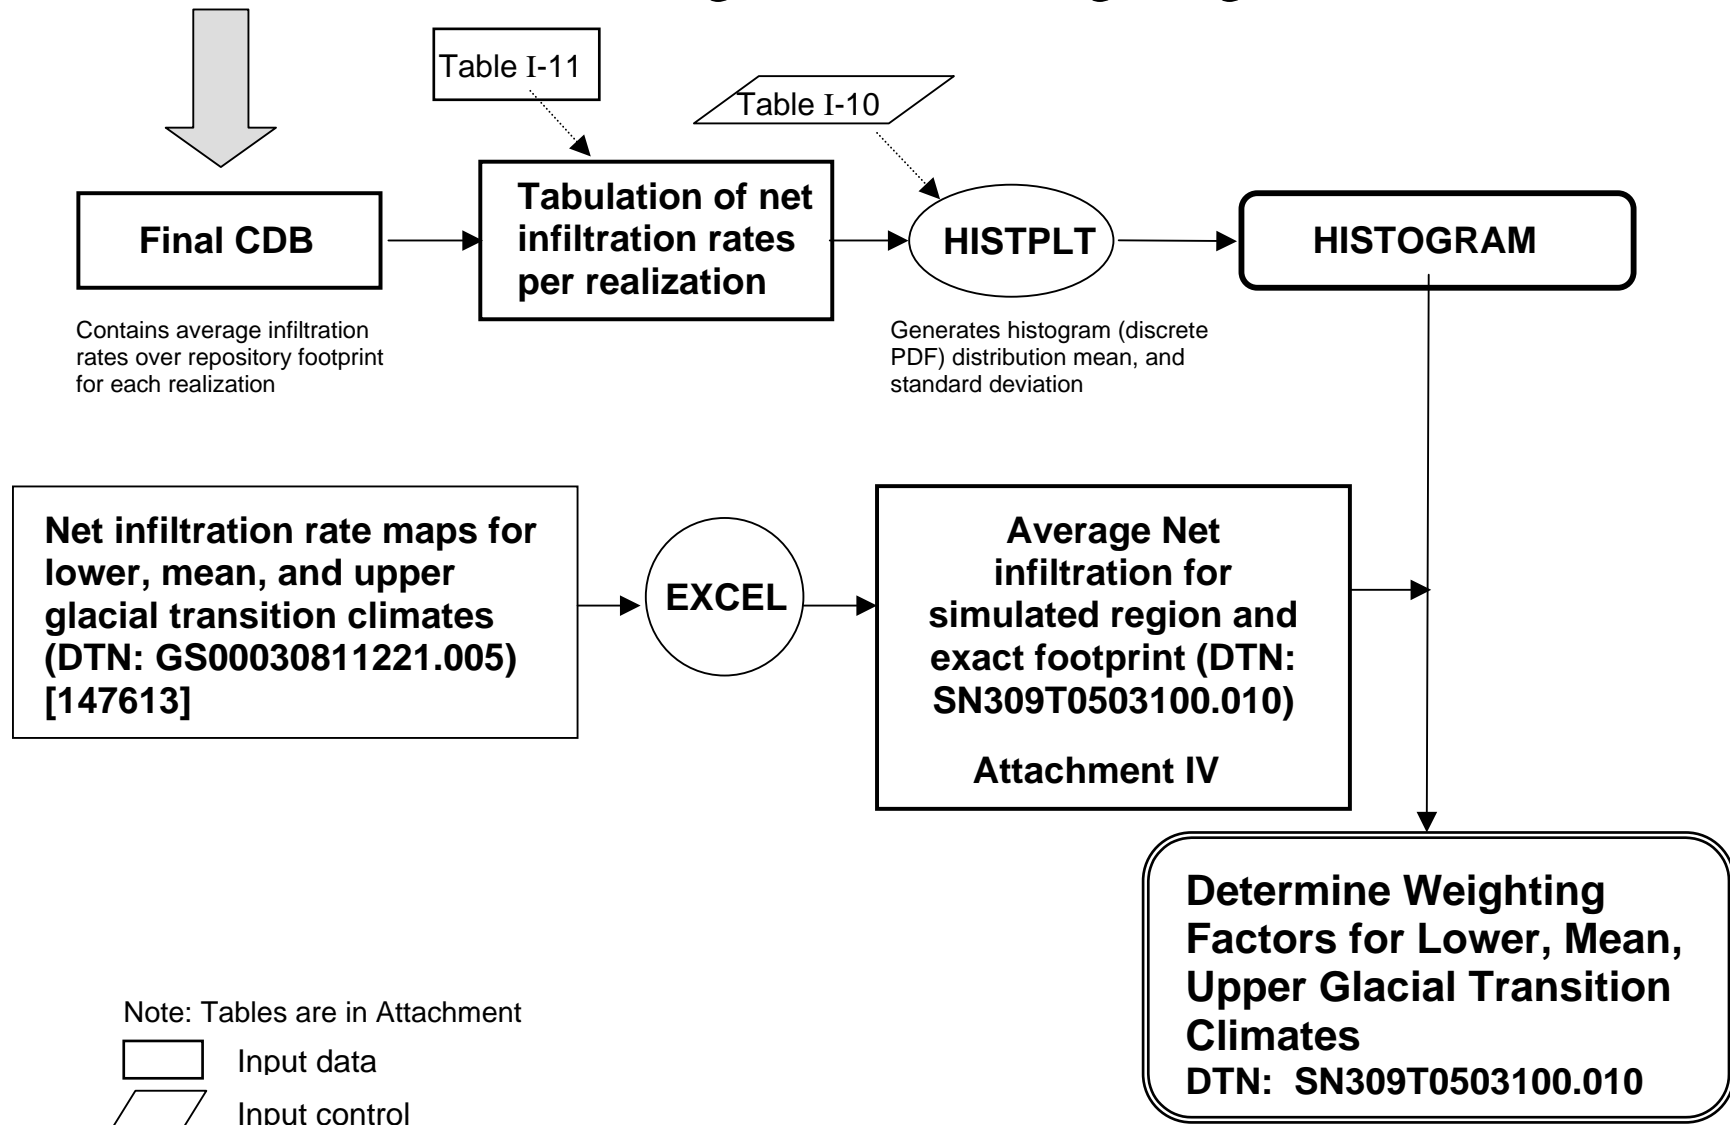 Table I-11
Table I-10
Final CDB
Tabulation of net
infiltration rates
per realization
HISTPLT
HISTOGRAM
Contains average infiltration
rates over repository footprint
for each realization
Generates histogram (discrete
PDF) distribution mean, and
standard deviation
Net infiltration rate maps for
lower, mean, and upper
glacial transition climates
(DTN: GS00030811221.005)
[147613]
EXCEL
Average Net
infiltration for
simulated region and
exact footprint (DTN:
SN309T0503100.010)
Attachment IV
Determine Weighting
Factors for Lower, Mean,
Upper Glacial Transition
Climates
DTN: SN309T0503100.010
Note: Tables are in Attachment
Input data
Input control